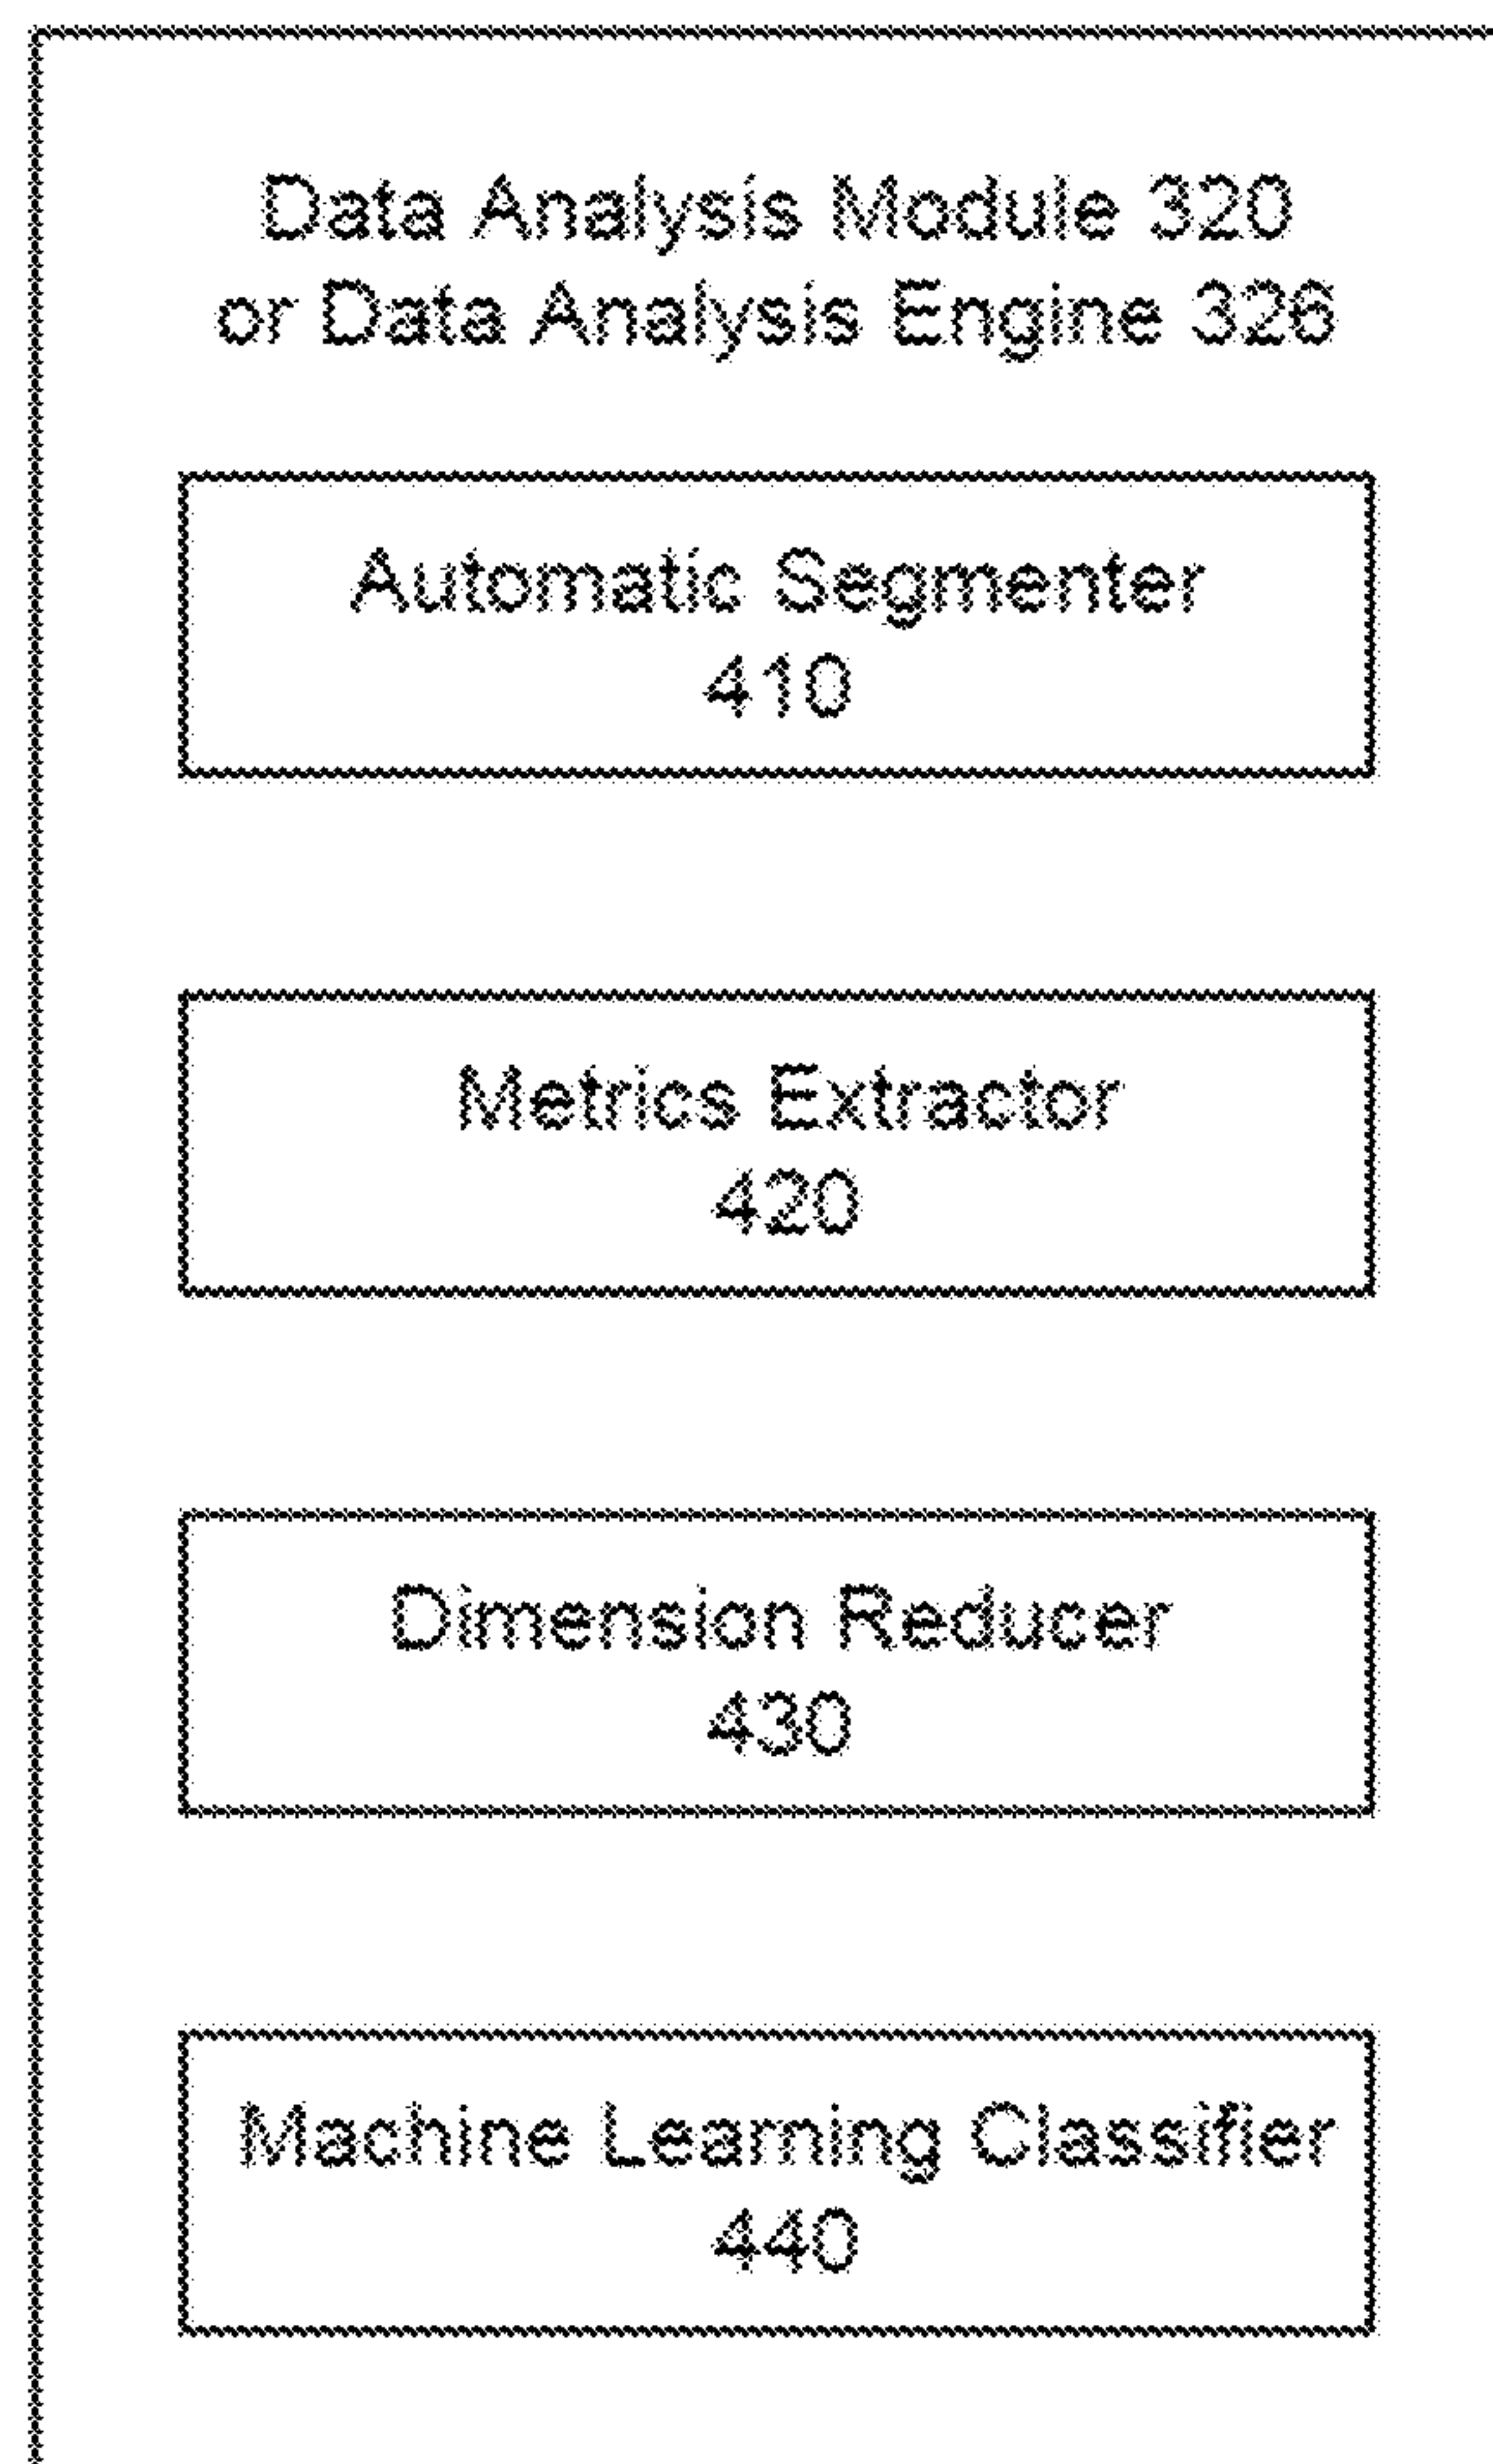 Data Analysis Module 320
or Data Analysis Engine 326
Automatic Segmenter
410
Metrics Extractor
420
Dimension Reducer
430
Machine Learning Classifier
440